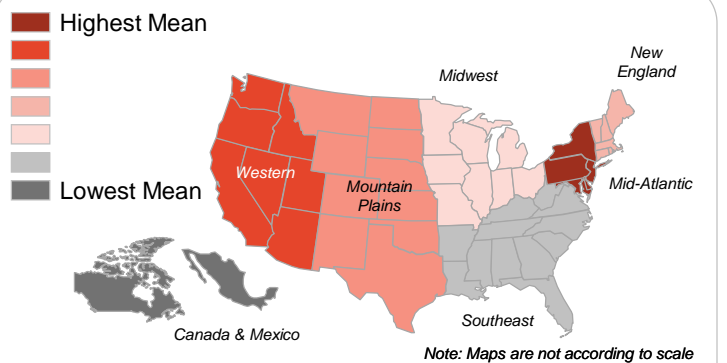 Highest Mean
New
England
Midwest
Western
Mountain
Plains
Mid-Atlantic
Lowest Mean
Southeast
Canada & Mexico
Note: Maps are not according to scale